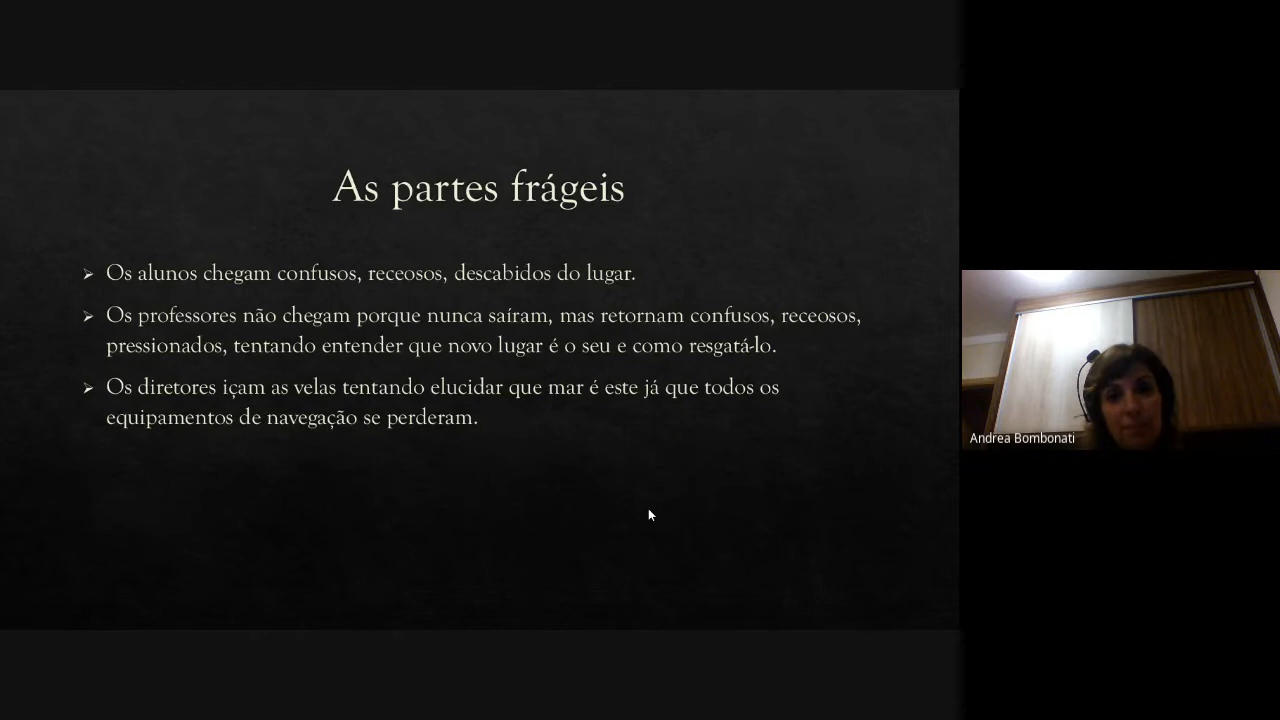 As partes frágeis
Os alunos chegam confusos, receosos, descabidos do lugar.
Os professores não chegam porque nunca saíram, mas retornam confusos, receosos,
pressionados, tentando entender que novo lugar é o seu e como resgatá-lo.
Os diretores içam as velas tentando elucidar que mar é este já que todos os
equipamentos de navegação se perderam.
Andrea Bombonati